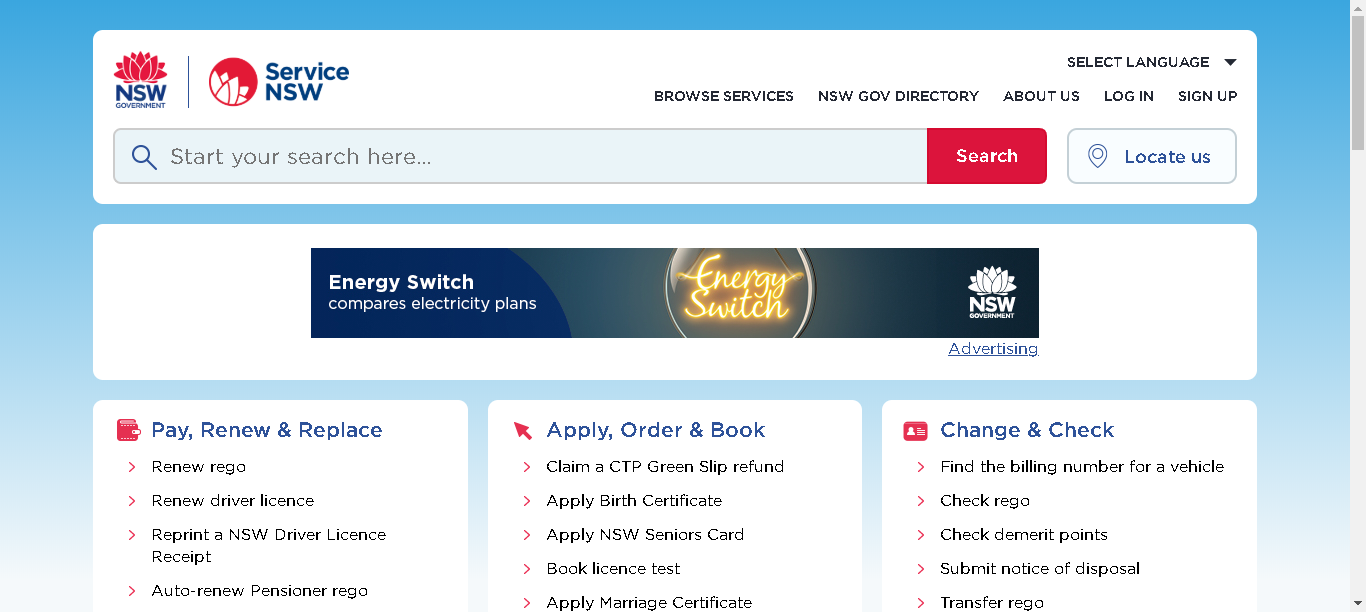 NSW
GOVERNMENT
Service
NSW
SELECT LANGUAGE
BROWSE SERVICES NSW GOV DIRECTORY ABOUT US LOG IN SIGN UP
Start your search here... Search Locate us
Energy Switch
compares electricity plans
Energy
Switch
NSW
GOVERNMENT
Advertising
Pay, Renew & Replace
Renew rego
Renew driver licence
Reprint a NSW Driver Licence
Receipt
Auto-renew Pensioner rego
Apply, Order & Book
Claim a CTP Green Slip refund
Apply Birth Certificate
Apply NSW Seniors Card
Book licence test
Apply Marriage Certificate
Change & Check
Find the billing number for a vehicle
Check rego
Check demerit points
Submit notice of disposal
Transfer rego